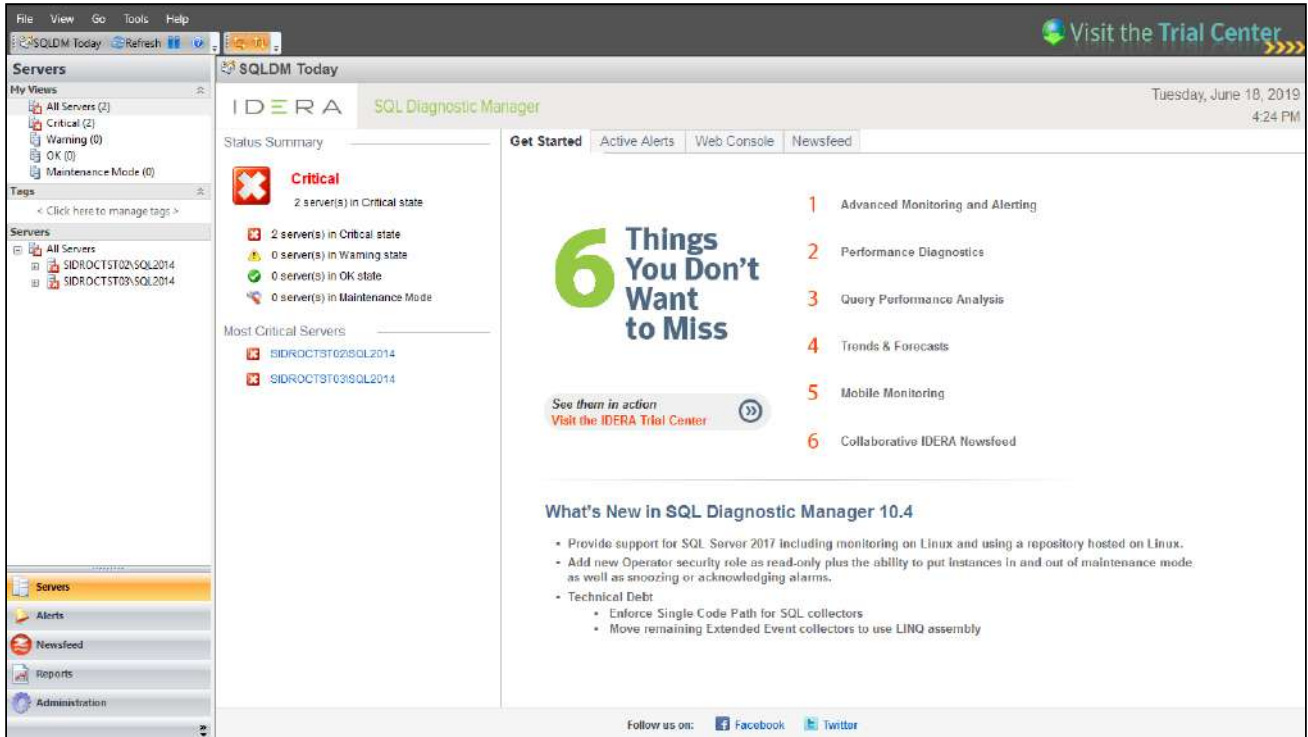 File View Go Tools Help
SQLDM Today Refresh
Visit the Trial Center
Servers
My Views
All Servers (2)
Critical (2)
Warning (0)
OK (0)
Maintenance Mode (0)
Tags
< Click here to manage tags >
Servers
All Servers
SIDROCTST02\SQL2014
SIDROCTST03\SQL2014
Servers
Alerts
Newsfeed
Reports
Administration
SQLDM Today
IDERA SQL Diagnostic Manager
Tuesday, June 18, 2019
4:24 PM
Status Summary
Critical
2 server(s) in Critical state
2 server(s) in Critical state
0 server(s) in Warning state
0 server(s) in OK state
0 server(s) in Maintenance Mode
Most Critical Servers
SIDROCTST02\SQL2014
SIDROCTST03\SQL2014
Get Started Active Alerts Web Console Newsfeed
6 Things
You Don't
Want
to Miss
See them in action
Visit the IDERA Trial Center
1 Advanced Monitoring and Alerting
2 Performance Diagnostics
3 Query Performance Analysis
4 Trends & Forecasts
5 Mobile Monitoring
6 Collaborative IDERA Newsfeed
What's New in SQL Diagnostic Manager 10.4
• Provide support for SQL Server 2017 including monitoring on Linux and using a repository hosted on Linux.
• Add new Operator security role as read-only plus the ability to put instances in and out of maintenance mode
as well as snoozing or acknowledging alarms.
• Technical Debt
• Enforce Single Code Path for SQL collectors
• Move remaining Extended Event collectors to use LINQ assembly
Follow us on: Facebook Twitter